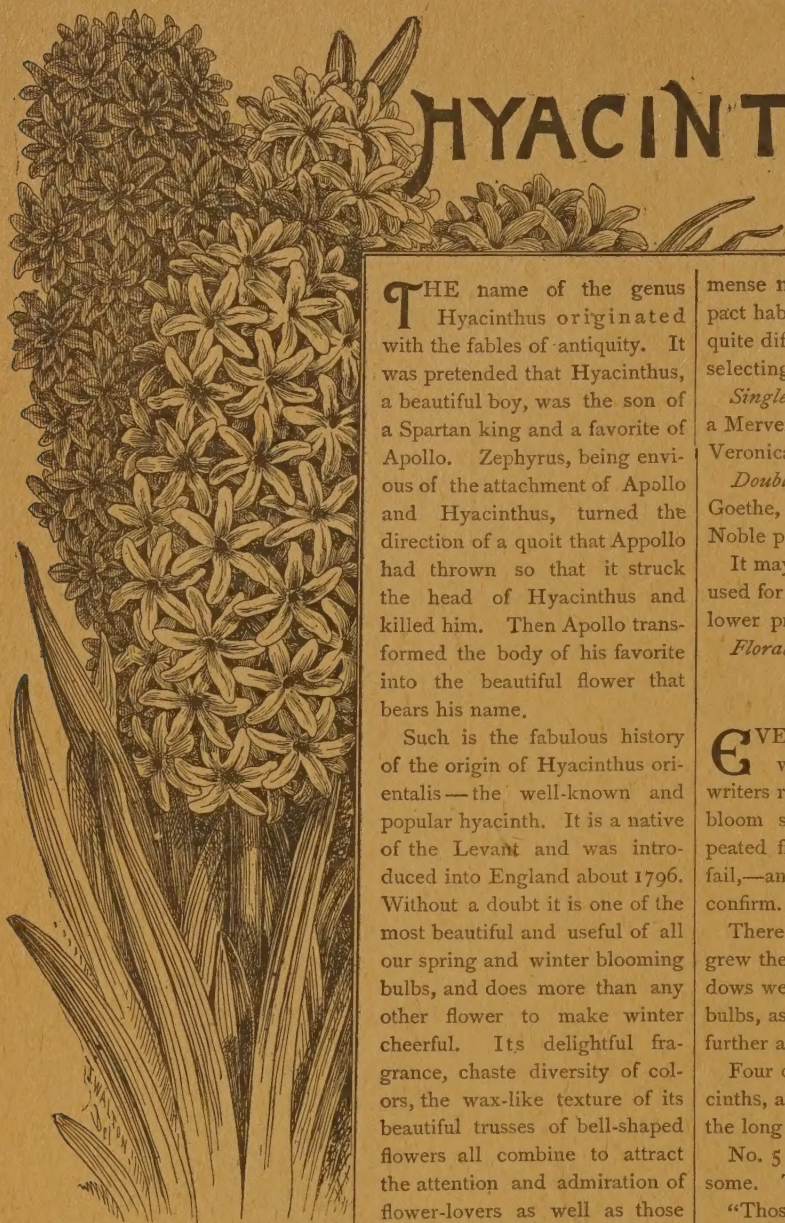 HYACINT
THE name of the genus
Hyacinthus originated
with the fables of antiquity. It
was pretended that Hyacinthus,
a beautiful boy, was the son of
a Spartan king and a favorite of
Apollo. Zephyrus, being envi-
ous of the attachment of Apollo
and Hyacinthus, turned the
direction of a quoit that Appollo
had thrown so that it struck
the head of Hyacinthus and
killed him. Then Apollo trans-
formed the body of his favorite
into the beautiful flower that
bears his name.
Such is the fabulous history
of the origin of Hyacinthus ori-
entalis — the well-known and
popular hyacinth. It is a native
of the Levant and was intro-
duced into England about 1796.
Without a doubt it is one of the
most beautiful and useful of all
our spring and winter blooming
bulbs, and does more than any
other flower to make winter
cheerful. Its delightful fra-
grance, chaste diversity of col-
ors, the wax-like texture of its
beautiful trusses of bell-shaped
flowers all combine to attract
the attention and admiration of
flower-lovers as well as those
mense
pact hab
quite dif
selecting
Single
a Merve
Veronica
Doubl
Goethe,
Noble p
It may
used for
lower pr
Floral
EVE
w
writers r
bloom s
peated f
fail,—an
confirm.
There
grew the
dows we
bulbs, as
further a
Four o
cinths, a
the long
No. 5
some. T
"Thos
WALTON
Del